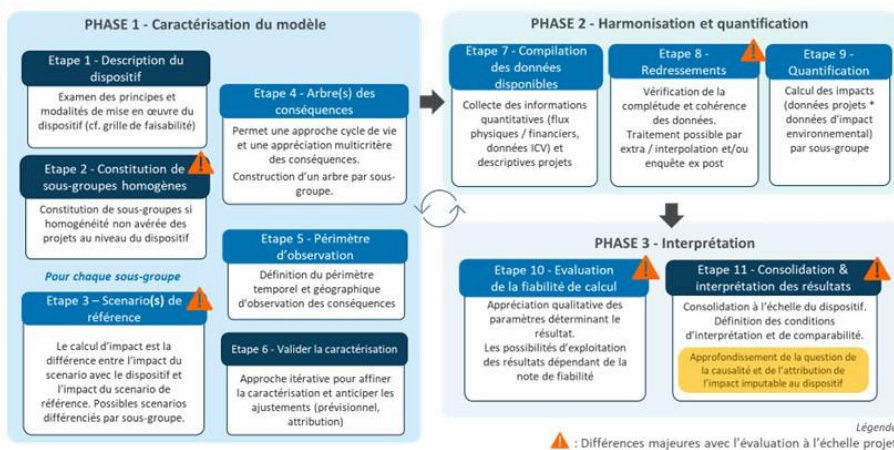 PHASE 1 - Caractérisation du modèle
Etape 1 - Description du
dispositif
Examen des principes et
modalités de mise en œuvre du
dispositif (cf. grille de faisabilité)
Etape 2 - Constitution de
sous-groupes homogènes
Constitution de sous-groupes si
homogénéité non avérée des
projets au niveau du dispositif
Pour chaque sous-groupe
Etape 3 – Scenario(s) de
référence
Le calcul d'impact est la
différence entre l'impact du
scenario avec le dispositif et
l'impact du scenario de
référence. Possibles scenarios
différenciés par sous-groupe.
Etape 4 - Arbre(s) des
conséquences
Permet une approche cycle de vie
et une appréciation multicritère des
conséquences.
Construction d'un arbre par sous-
groupe.
Etape 5 - Périmètre
d'observation
Définition du périmètre
temporel et géographique
d'observation des conséquences
Etape 6 - Valider la caractérisation
Approche itérative pour affiner
la caractérisation et anticiper les
ajustements (prévisionnel,
attribution)
PHASE 2 - Harmonisation et quantification
Etape 7 - Compilation
des données
disponibles
Collecte des informations
quantitatives (flux
physiques / financiers,
données ICV) et
descriptives projets
Etape 8 -
Redressements
Vérification de la
complétude et cohérence
des données.
Traitement possible par
extra / interpolation et/ou
enquête ex post
Etape 9 -
Quantification
Calcul des impacts
(données projets *
données d'impact
environnemental)
par sous-groupe
PHASE 3 - Interprétation
Etape 10 - Evaluation
de la fiabilité de calcul
Appréciation qualitative des
paramètres déterminant le
résultat.
Les possibilités d'exploitation
des résultats dépendant de la
note de fiabilité
Etape 11 - Consolidation &
interprétation des résultats
Consolidation à l'échelle du dispositif.
Définition des conditions
d'interprétation et de comparabilité.
Approfondissement de la question de
la causalité et de l'attribution de
l'impact imputable au dispositif
Légende
: Différences majeures avec l'évaluation à l'échelle projet